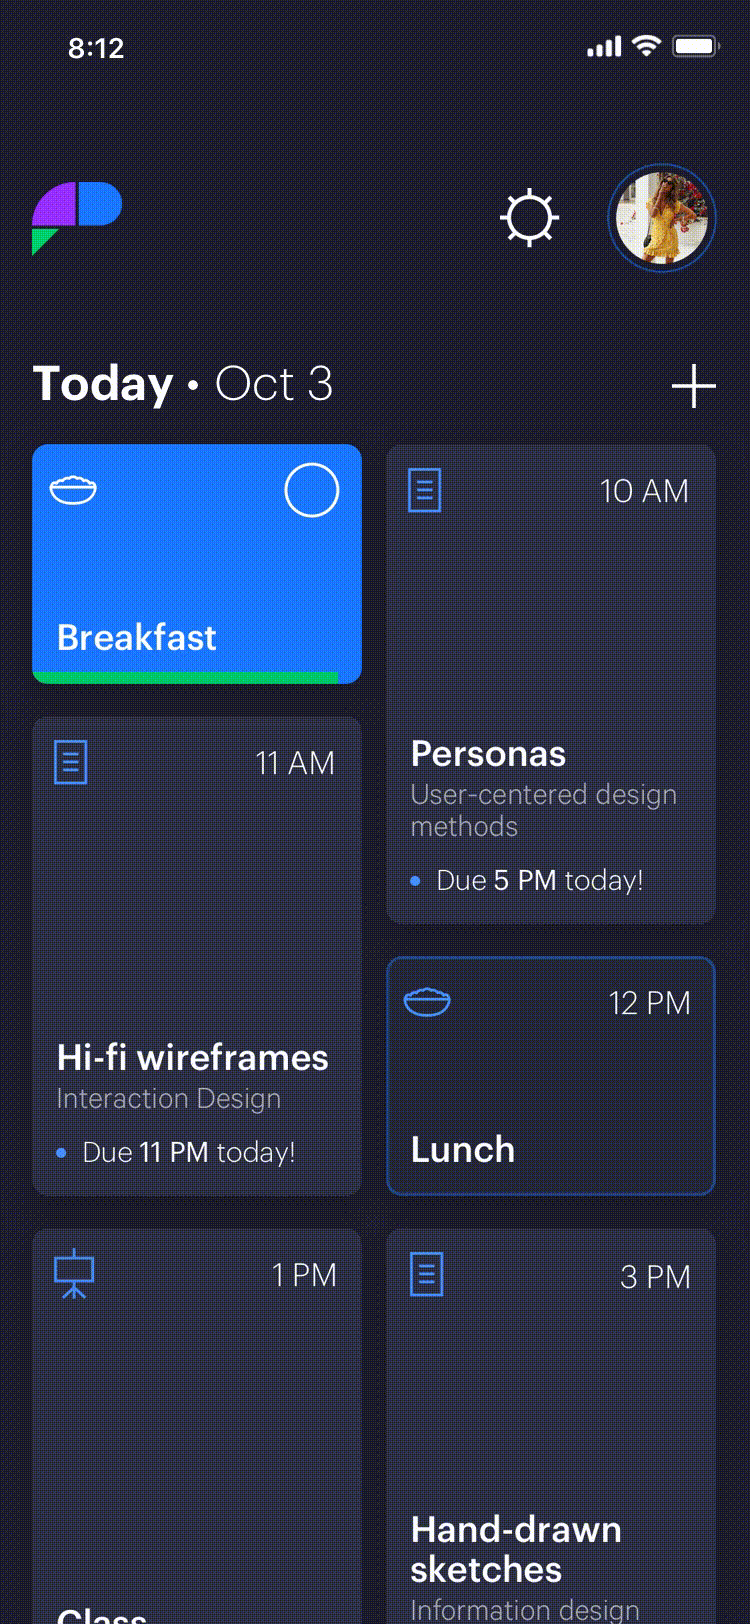 8:12
Today • Oct 3
Breakfast
10 AM
Personas
User-centered design
methods
• Due 5 PM today!
11 AM
Hi-fi wireframes
Interaction Design
• Due 11 PM today!
12 PM
Lunch
1 PM
Class
3 PM
Hand-drawn
sketches
Information design